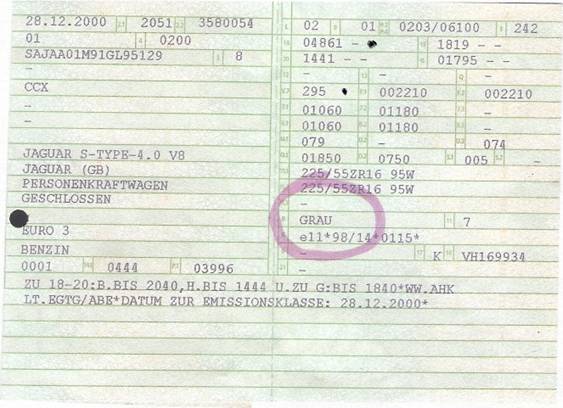 28.12.2000 2051 3580054
01 0200
SAJAA01M91GL95129 8
-
CCX
-
-
JAGUAR S-TYPE-4.0 V8
JAGUAR (GB)
PERSONENKRAFTWAGEN
GESCHLOSSEN
EURO 3
BENZIN
0001 0444 03996
02 01 0203/06100 242
04861 - 1819 - -
1441 - - 01795 - -
- - -
295 002210 002210
01060 01180
01060 01180
079 - 074
01850 0750 005 -
225/55ZR16 95W
225/55ZR16 95W
-
GRAU 7
e11*98/14*0115*
- K VH169934
-
ZU 18-20:B.BIS 2040,H.BIS 1444 U.ZU G:BIS 1840*WW.AHK
LT.EGTG/ABE*DATUM ZUR EMISSIONSKLASSE: 28.12.2000*